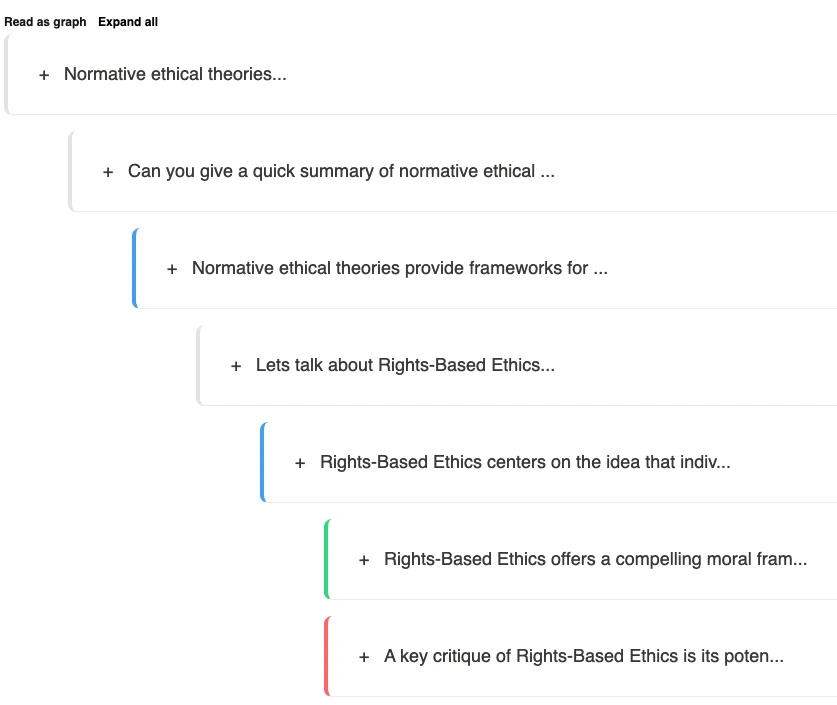 Read as graph Expand all
+ Normative ethical theories...
+ Can you give a quick summary of normative ethical ...
+ Normative ethical theories provide frameworks for ...
+ Lets talk about Rights-Based Ethics...
+ Rights-Based Ethics centers on the idea that indiv...
+ Rights-Based Ethics offers a compelling moral fram...
+ A key critique of Rights-Based Ethics is its poten...